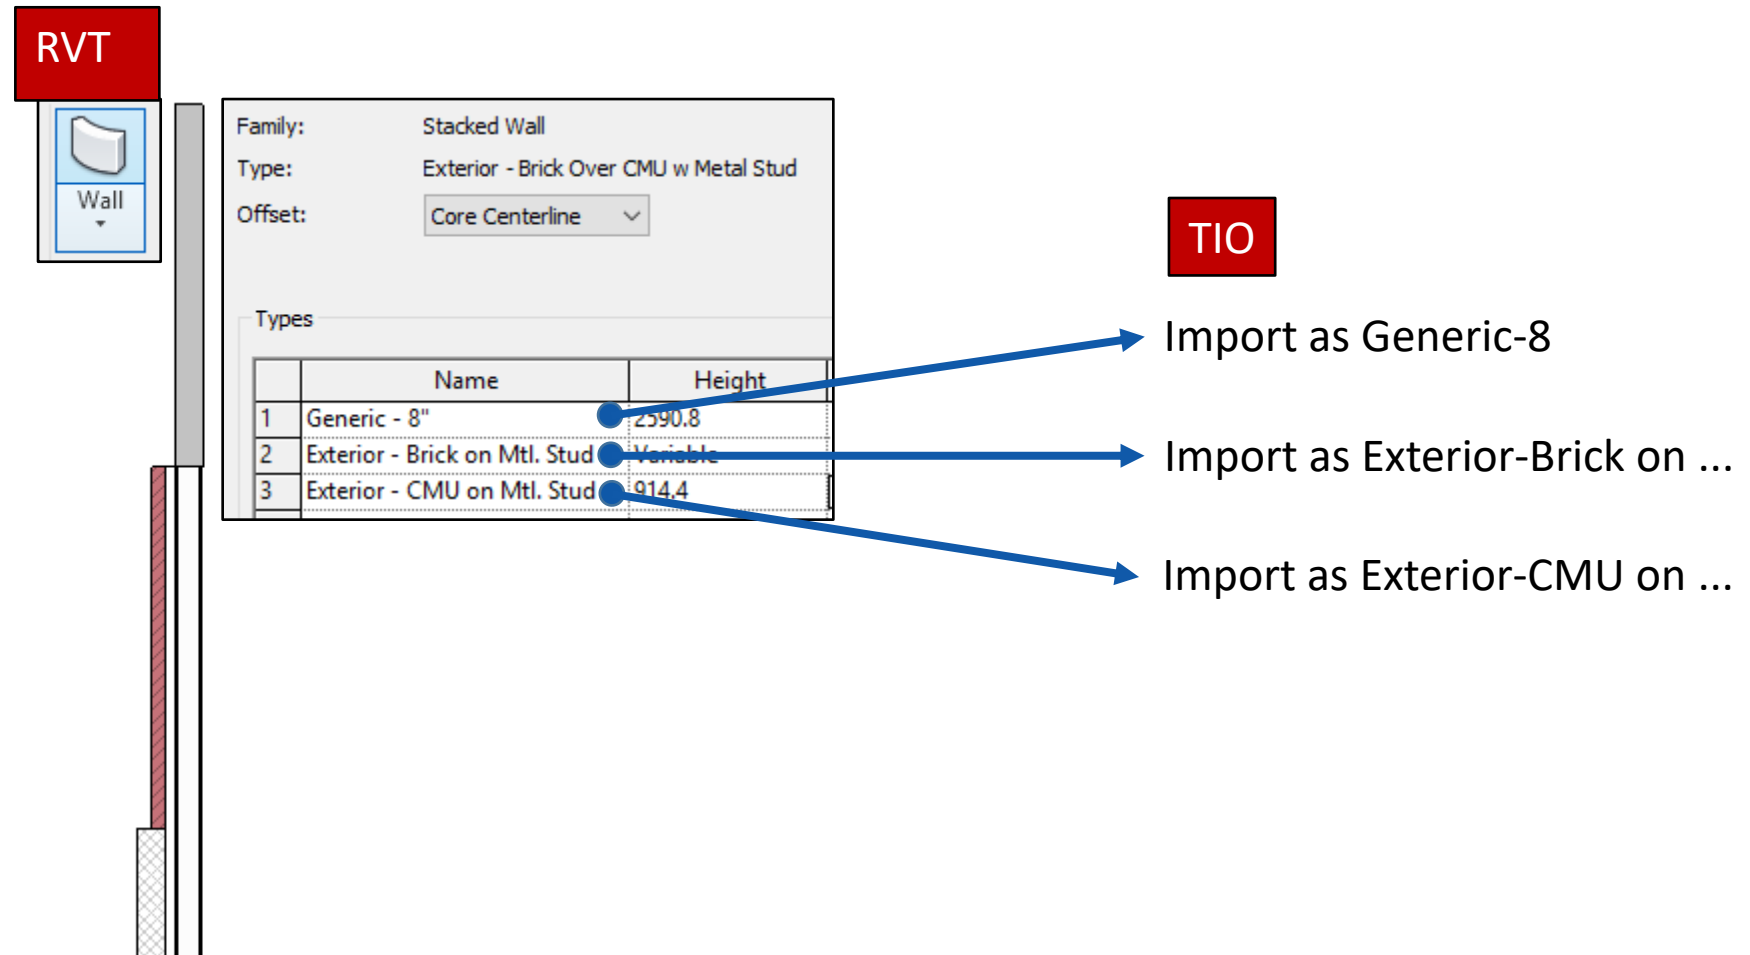 RVT
Wall
Family: Stacked Wall
Type: Exterior - Brick Over CMU w Metal Stud
Offset: Core Centerline
Types
Name Height
1 Generic - 8" 2590.8
2 Exterior - Brick on Mtl. Stud Variable
3 Exterior - CMU on Mtl. Stud 914.4
TIO
Import as Generic-8
Import as Exterior-Brick on ...
Import as Exterior-CMU on ...